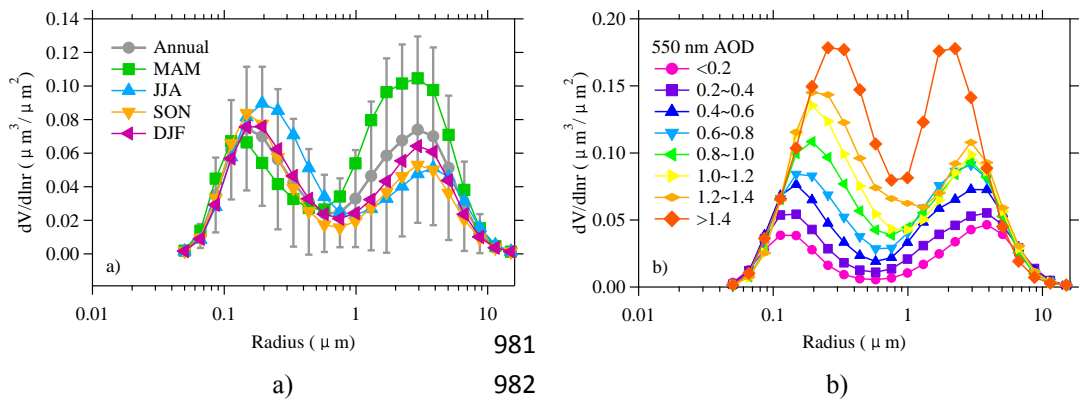 0.14
0.12
0.10
0.08
0.06
0.04
0.02
0.00
dV/dlnr ( μ m³/ μ m²)
Annual
MAM
JJA
SON
DJF
a)
0.01
0.1
1
10
Radius ( μ m)
0.20
0.15
0.10
0.05
0.00
dV/dlnr ( μ m³/ μ m²)
550 nm AOD
<0.2
0.2~0.4
0.4~0.6
0.6~0.8
0.8~1.0
1.0~1.2
1.2~1.4
>1.4
b)
0.01
0.1
1
10
Radius ( μ m)
981
a)
982
b)